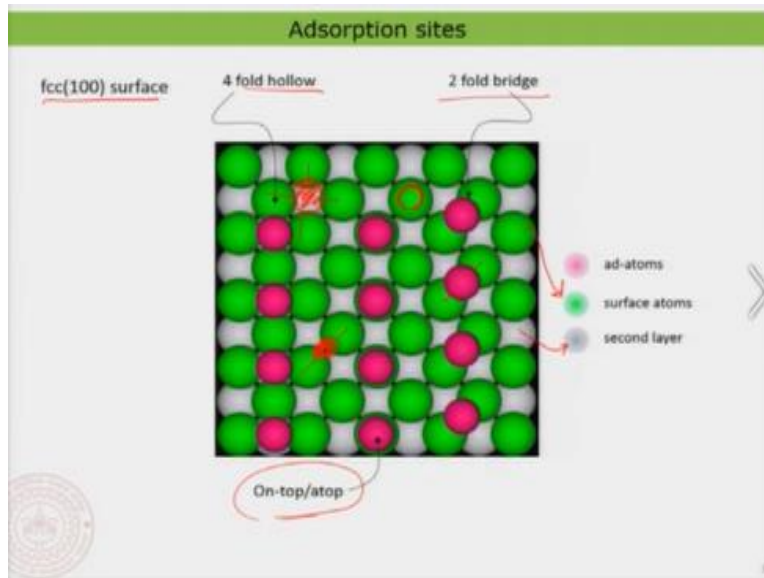 Adsorption sites
fcc(100) surface
4 fold hollow
2 fold bridge
ad-atoms
surface atoms
second layer
On-top/atop